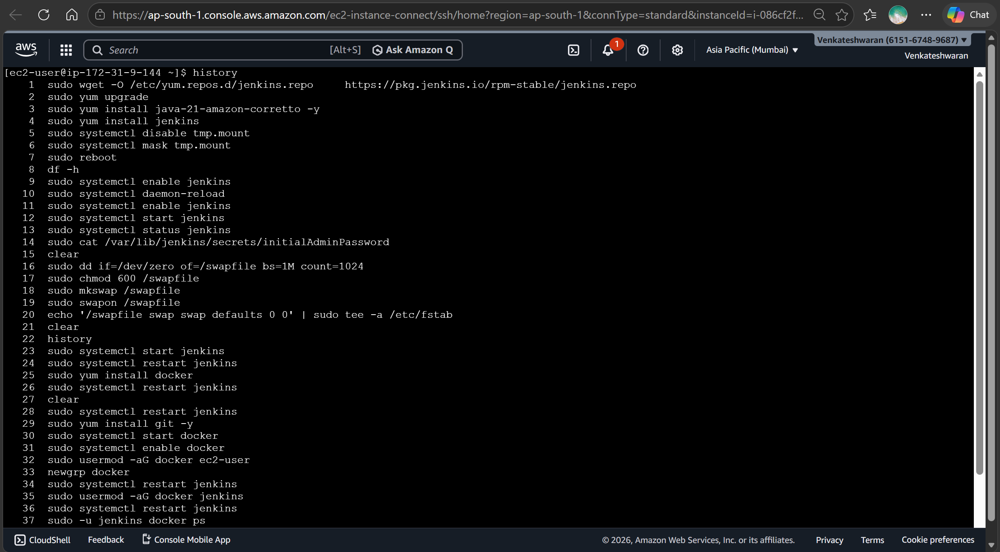 https://ap-south-1.console.aws.amazon.com/ec2-instance-connect/ssh/home?region=ap-south-1&connType=standard&instanceId=i-086cf2f...
Chat
aws
Search [Alt+S] Ask Amazon Q
1
Asia Pacific (Mumbai) ▼
Venkateshwaran (6151-6748-9687) ▼
Venkateshwaran
[ec2-user@ip-172-31-9-144 ~]$ history
1 sudo wget -O /etc/yum.repos.d/jenkins.repo     https://pkg.jenkins.io/rpm-stable/jenkins.repo
2 sudo yum upgrade
3 sudo yum install java-21-amazon-corretto -y
4 sudo yum install jenkins
5 sudo systemctl disable tmp.mount
6 sudo systemctl mask tmp.mount
7 sudo reboot
8 df -h
9 sudo systemctl enable jenkins
10 sudo systemctl daemon-reload
11 sudo systemctl enable jenkins
12 sudo systemctl start jenkins
13 sudo systemctl status jenkins
14 sudo cat /var/lib/jenkins/secrets/initialAdminPassword
15 clear
16 sudo dd if=/dev/zero of=/swapfile bs=1M count=1024
17 sudo chmod 600 /swapfile
18 sudo mkswap /swapfile
19 sudo swapon /swapfile
20 echo '/swapfile swap swap defaults 0 0' | sudo tee -a /etc/fstab
21 clear
22 history
23 sudo systemctl start jenkins
24 sudo systemctl restart jenkins
25 sudo yum install docker
26 sudo systemctl restart jenkins
27 clear
28 sudo systemctl restart jenkins
29 sudo yum install git -y
30 sudo systemctl start docker
31 sudo systemctl enable docker
32 sudo usermod -aG docker ec2-user
33 newgrp docker
34 sudo systemctl restart jenkins
35 sudo usermod -aG docker jenkins
36 sudo systemctl restart jenkins
37 sudo -u jenkins docker ps
CloudShell Feedback Console Mobile App © 2026, Amazon Web Services, Inc. or its affiliates. Privacy Terms Cookie preferences